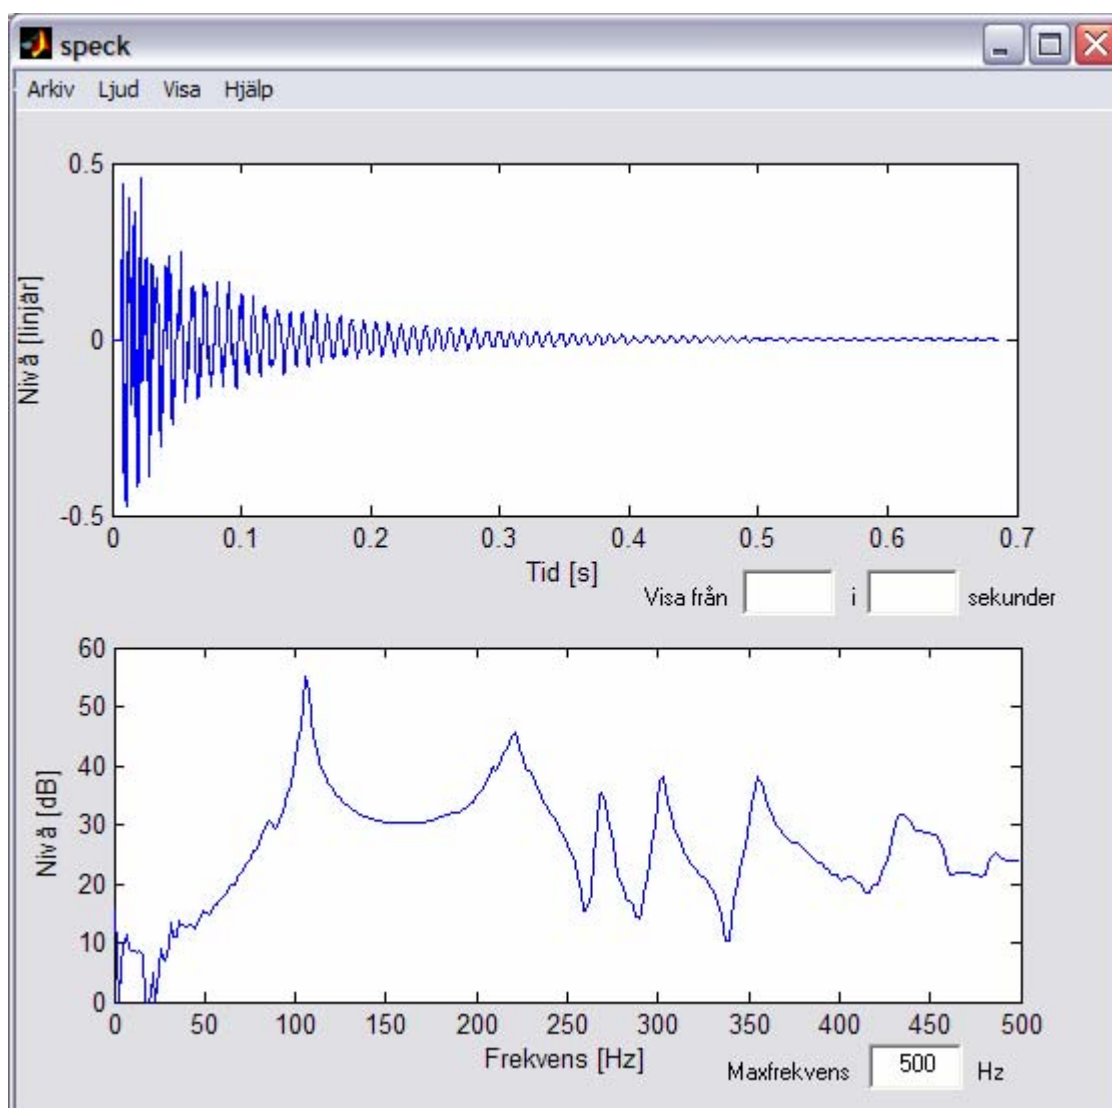 speck
Arkiv Ljud Visa Hjälp
0.5
0
-0.5
Nivå [linjär]
0 0.1 0.2 0.3 0.4 0.5 0.6 0.7
Tid [s]
Visa från i sekunder
60
50
40
30
20
10
0
Nivå [dB]
0 50 100 150 200 250 300 350 400 450 500
Frekvens [Hz]
Maxfrekvens 500 Hz